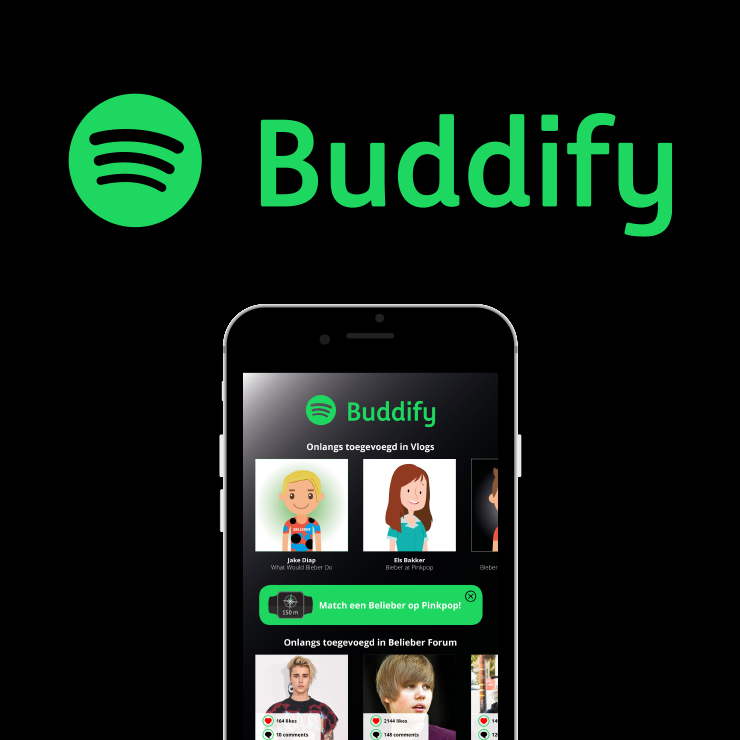 Buddify
Buddify
Onlangs toegevoegd in Vlogs
BELIEBER
Jake Diap
What Would Bieber Do
Els Bakker
Bieber at Pinkpop
Bieber
150 m
Match een Belieber op Pinkpop!
Onlangs toegevoegd in Belieber Forum
164 likes
10 comments
2144 likes
148 comments
14
12